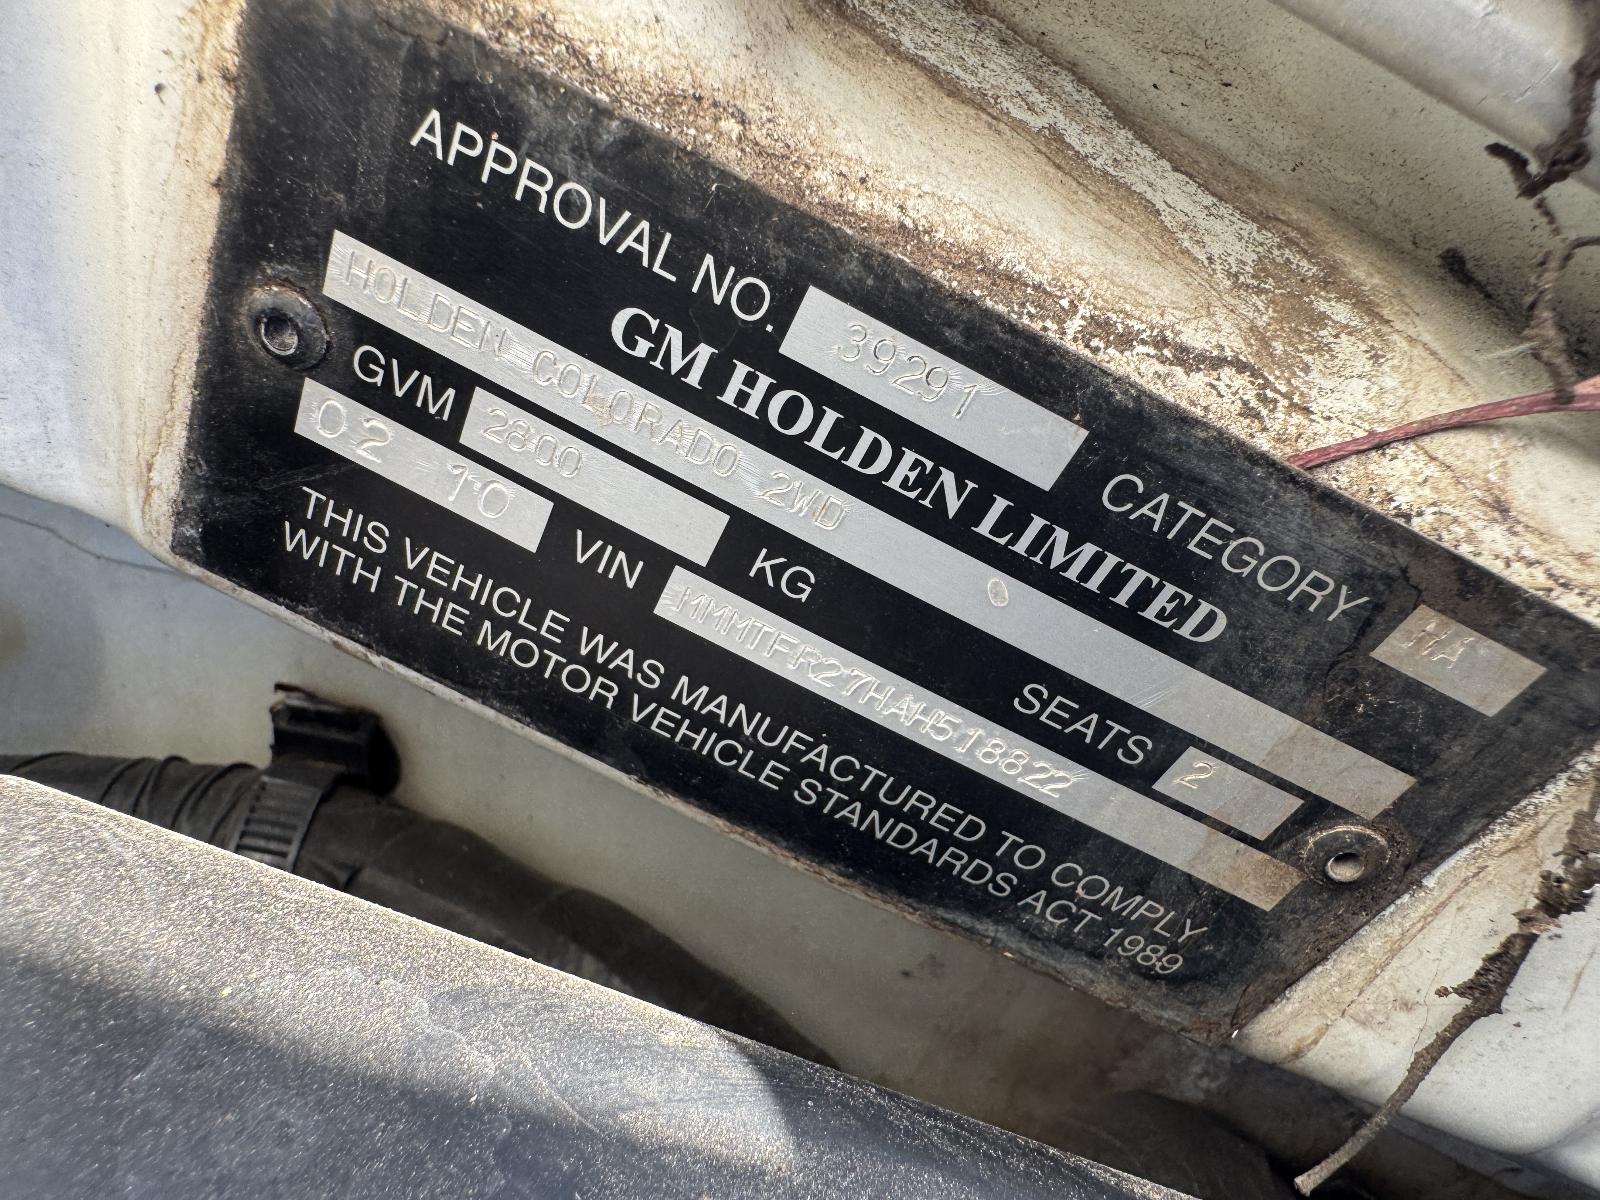 APPROVAL NO. 39291 CATEGORY NA
GM HOLDEN LIMITED
HOLDEN COLORADO 2WD
GVM 2800 KG SEATS 2
02 10 VIN MMMTFR27HAH518822
THIS VEHICLE WAS MANUFACTURED TO COMPLY
WITH THE MOTOR VEHICLE STANDARDS ACT 1989